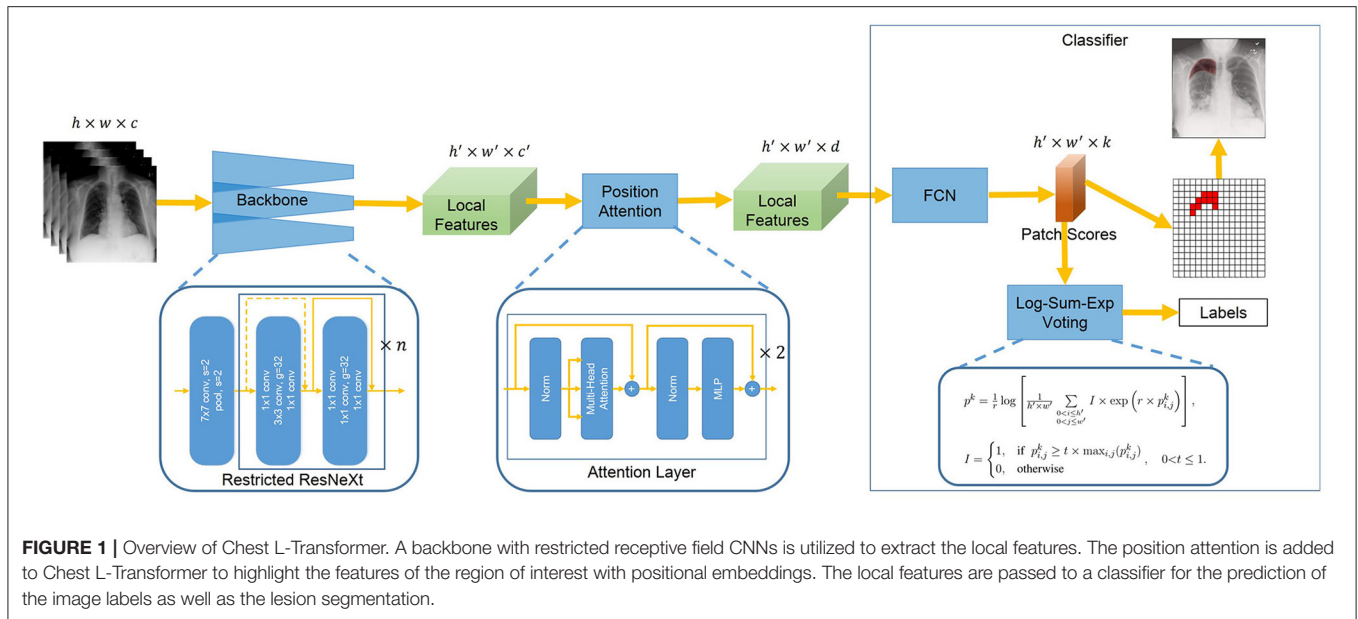 Classifier
h × w × c
Backbone
h′ × w′ × c′
Local
Features
Position
Attention
h′ × w′ × d
Local
Features
FCN
h′ × w′ × k
Patch Scores
Log-Sum-Exp
Voting
Labels
7x7 conv, s=2
pool, s=2
1x1 conv
3x3 conv, g=32
1x1 conv
1x1 conv
1x1 conv, g=32
1x1 conv
× n
Restricted ResNeXt
Norm
Multi-Head
Attention
+
Norm
MLP
+
× 2
Attention Layer
p^k = 1/r log [ 1/(h′×w′) ∑_{0<i≤h′ 0<j≤w′} I × exp (r × p^k_{i,j}) ] ,
I = { 1, if p^k_{i,j} ≥ t × max_{i,j}(p^k_{i,j})
0, otherwise , 0<t ≤ 1.
FIGURE 1 | Overview of Chest L-Transformer. A backbone with restricted receptive field CNNs is utilized to extract the local features. The position attention is added
to Chest L-Transformer to highlight the features of the region of interest with positional embeddings. The local features are passed to a classifier for the prediction of
the image labels as well as the lesion segmentation.